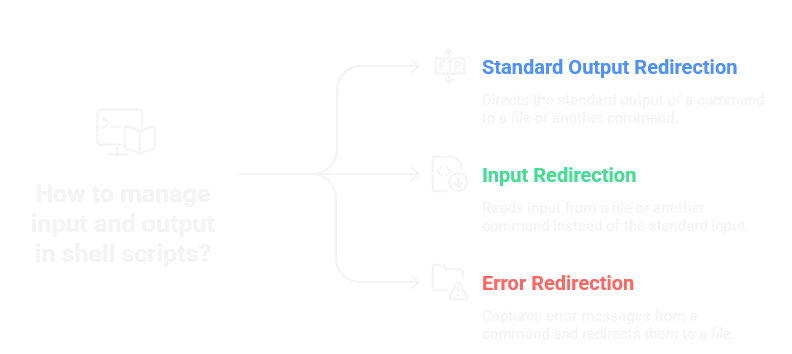 How to manage
input and output
in shell scripts?
FTP
Standard Output Redirection
Directs the standard output of a command
to a file or another command.
Input Redirection
Reads input from a file or another
command instead of the standard input.
Error Redirection
Captures error messages from a
command and redirects them to a file.